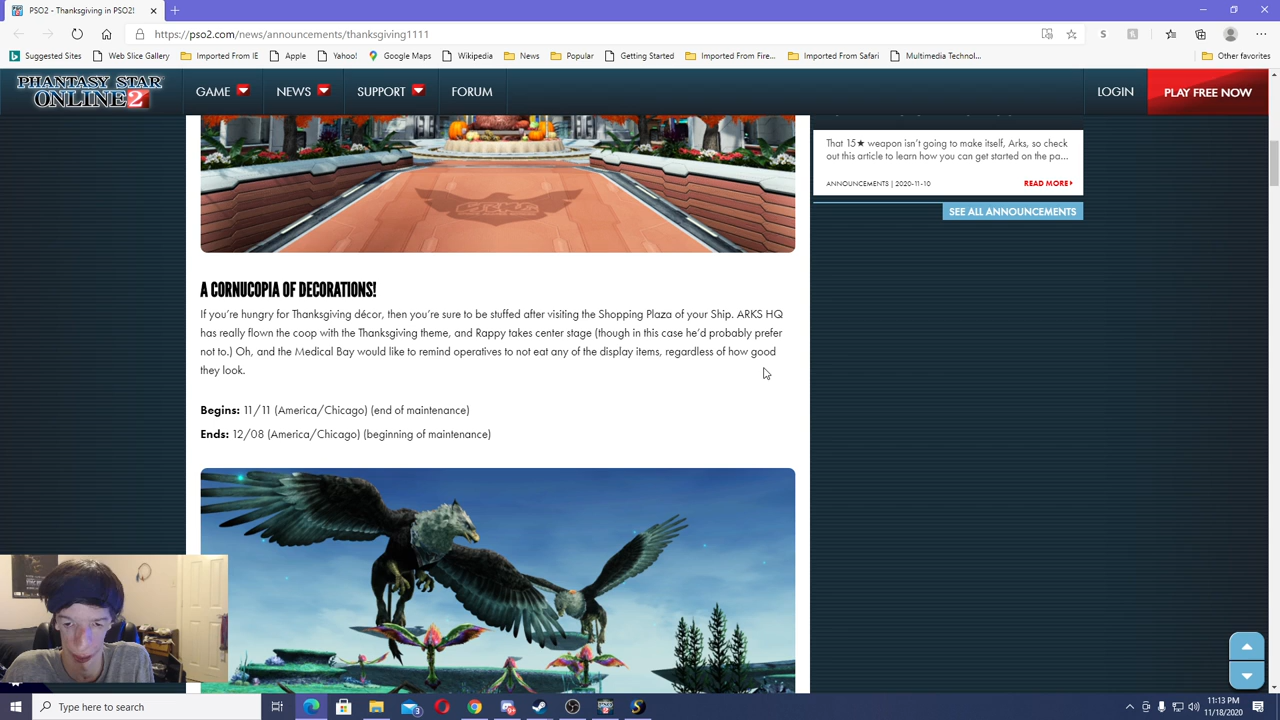 PSO2 - Thanksgiving in PSO2!
https://pso2.com/news/announcements/thanksgiving1111
Suggested Sites
Web Slice Gallery
Imported From IE
Apple
Yahoo!
Google Maps
Wikipedia
News
Popular
Getting Started
Imported From Fire...
Imported From Safari
Multimedia Technol...
Other favorites
PHANTASY STAR
ONLINE 2
GAME
NEWS
SUPPORT
FORUM
LOGIN
PLAY FREE NOW
That 15★ weapon isn't going to make itself, Arks, so check
out this article to learn how you can get started on the pa...
ANNOUNCEMENTS | 2020-11-10
READ MORE
SEE ALL ANNOUNCEMENTS
A CORNUCOPIA OF DECORATIONS!
If you're hungry for Thanksgiving décor, then you're sure to be stuffed after visiting the Shopping Plaza of your Ship. ARKS HQ
has really flown the coop with the Thanksgiving theme, and Rappy takes center stage (though in this case he'd probably prefer
not to.) Oh, and the Medical Bay would like to remind operatives to not eat any of the display items, regardless of how good
they look.
Begins: 11/11 (America/Chicago) (end of maintenance)
Ends: 12/08 (America/Chicago) (beginning of maintenance)
Type here to search
11:13 PM
11/18/2020